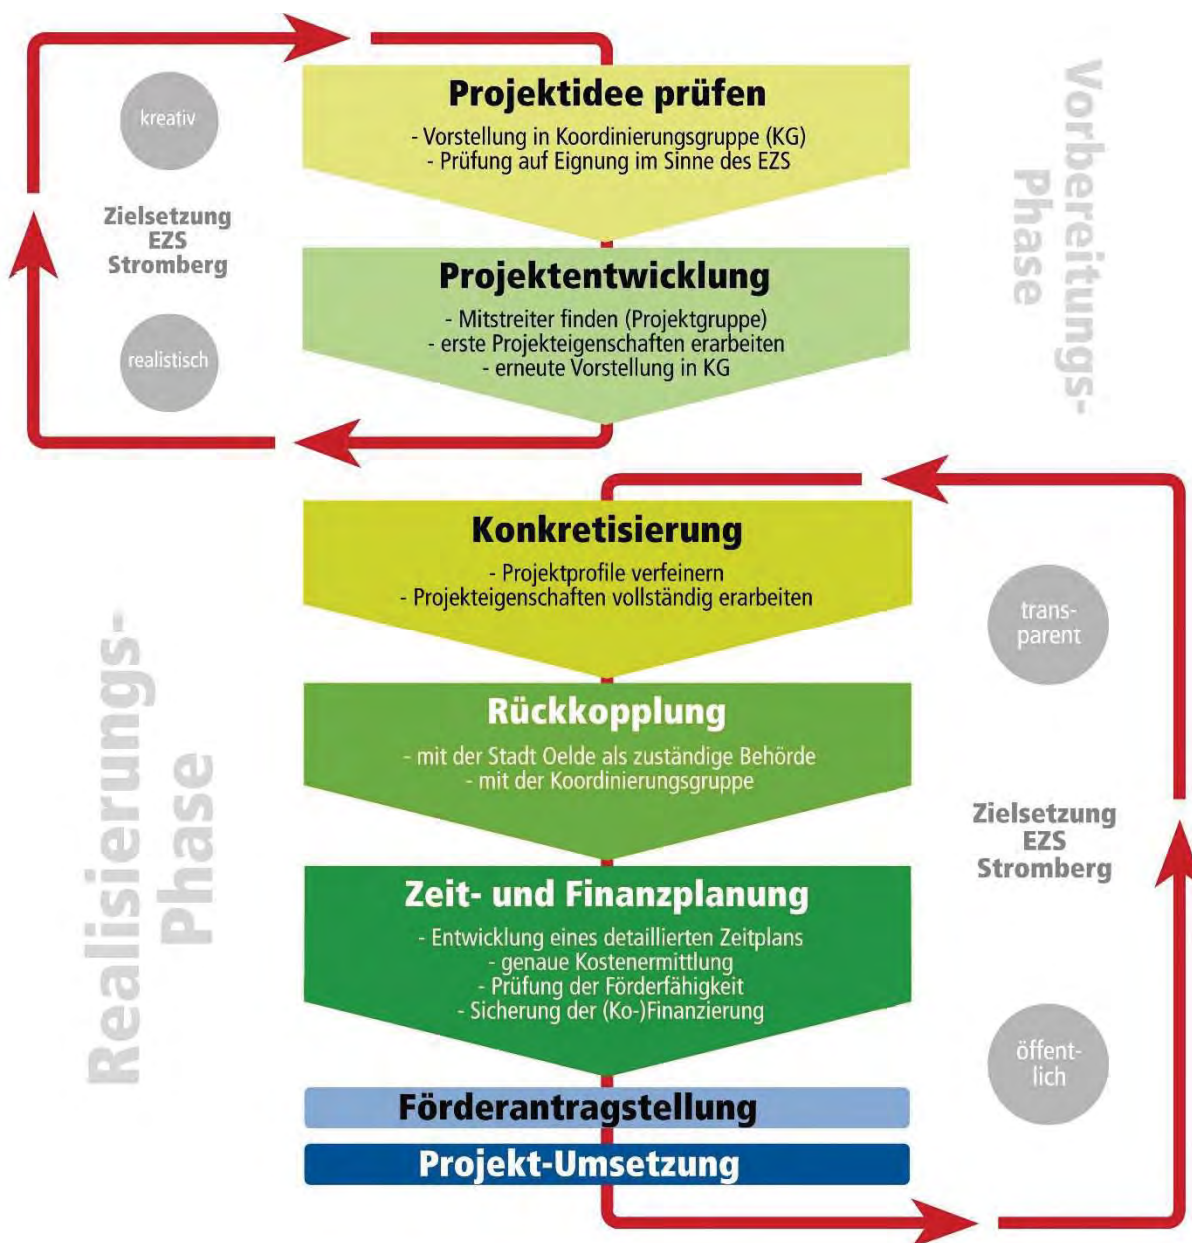 Projektidee prüfen
- Vorstellung in Koordinierungsgruppe (KG)
- Prüfung auf Eignung im Sinne des EZS
kreativ
Zielsetzung
EZS
Stromberg
realistisch
Vorbereitungs-
Phase
Projektentwicklung
- Mitstreiter finden (Projektgruppe)
- erste Projekteigenschaften erarbeiten
- erneute Vorstellung in KG
Realisierungs-
Phase
Konkretisierung
- Projektprofile verfeinern
- Projekteigenschaften vollständig erarbeiten
Rückkopplung
- mit der Stadt Oelde als zuständige Behörde
- mit der Koordinierungsgruppe
Zeit- und Finanzplanung
- Entwicklung eines detaillierten Zeitplans
- genaue Kostenermittlung
- Prüfung der Förderfähigkeit
- Sicherung der (Ko-)Finanzierung
Förderantragstellung
Projekt-Umsetzung
trans-
parent
Zielsetzung
EZS
Stromberg
öffent-
lich